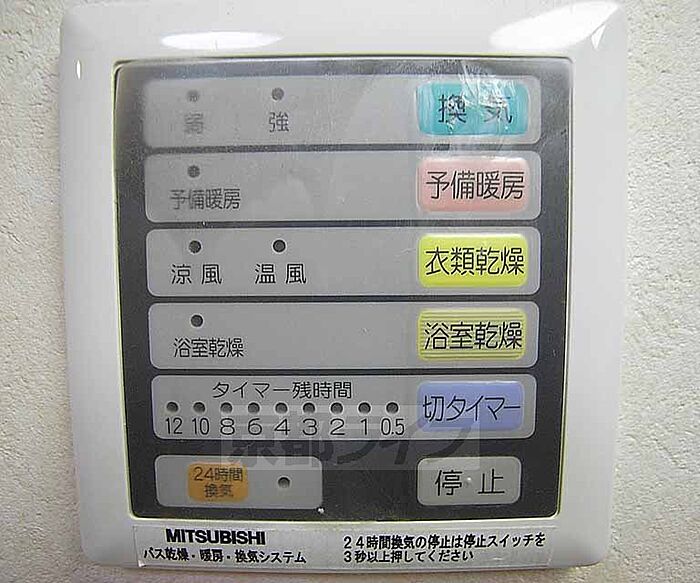 弱 強 換気
予備暖房 予備暖房
涼風 温風 衣類乾燥
浴室乾燥 浴室乾燥
タイマー残時間
12 10 8 6 4 3 2 1 0.5 切タイマー
24時間
換気
停止
京都ライフ
MITSUBISHI
バス乾燥・暖房・換気システム
24時間換気の停止は停止スイッチを
3秒以上押してください